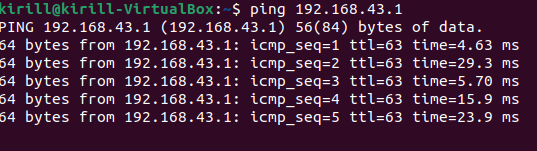 kirill@kirill-VirtualBox:~$ ping 192.168.43.1
PING 192.168.43.1 (192.168.43.1) 56(84) bytes of data.
64 bytes from 192.168.43.1: icmp_seq=1 ttl=63 time=4.63 ms
64 bytes from 192.168.43.1: icmp_seq=2 ttl=63 time=29.3 ms
64 bytes from 192.168.43.1: icmp_seq=3 ttl=63 time=5.70 ms
64 bytes from 192.168.43.1: icmp_seq=4 ttl=63 time=15.9 ms
64 bytes from 192.168.43.1: icmp_seq=5 ttl=63 time=23.9 ms